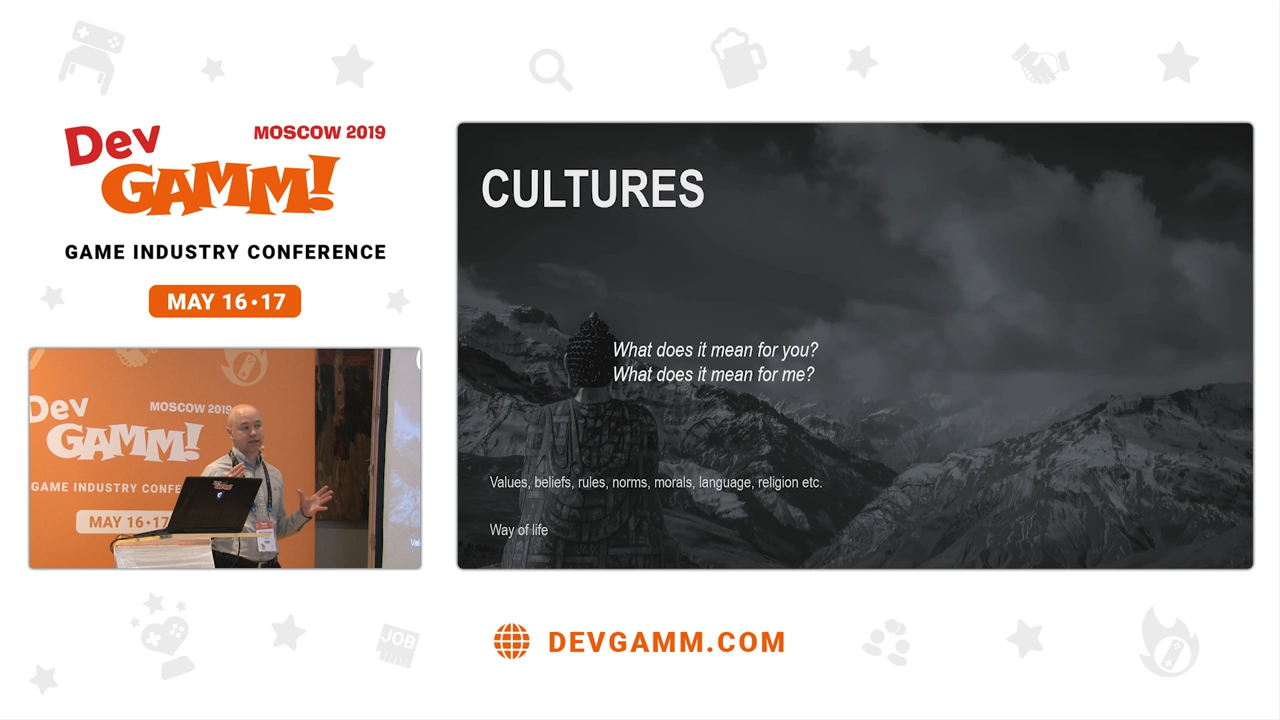 Dev
GAMM!
MOSCOW 2019
GAME INDUSTRY CONFERENCE
MAY 16•17
Dev
GAMM!
MOSCOW 2019
GAME INDUSTRY CONFE
MAY 16•17
CULTURES
What does it mean for you?
What does it mean for me?
Values, beliefs, rules, norms, morals, language, religion etc.
Way of life
JOB
DEVGAMM.COM